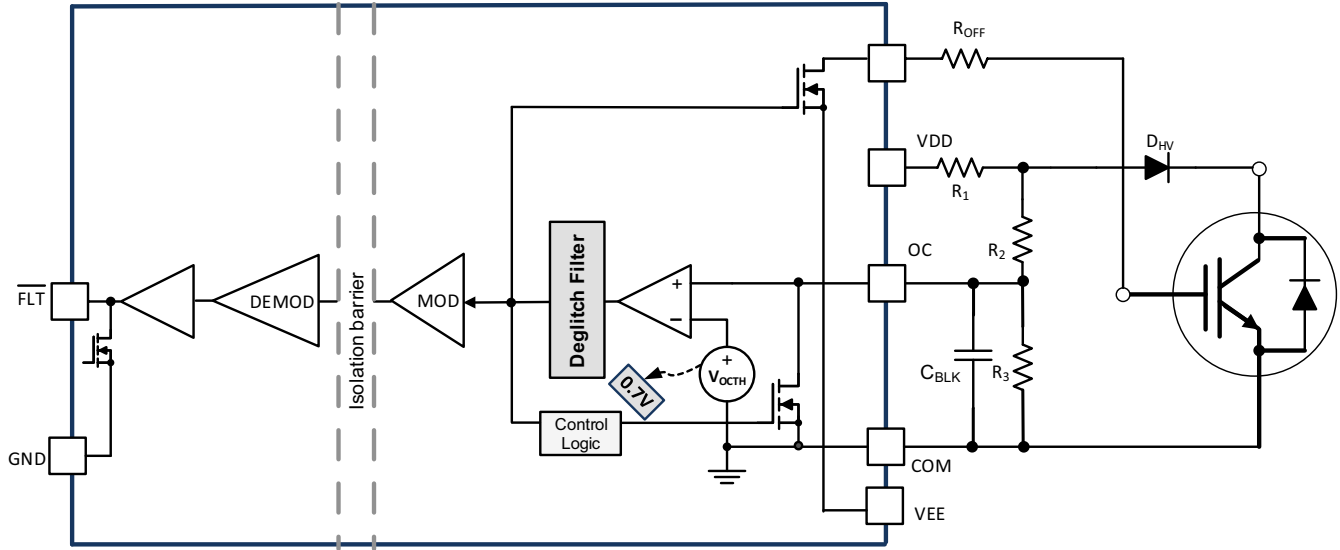 R_OFF
VDD
D_HV
R_1
Deglitch Filter
OC
R_2
+
FLT
DEMOD
Isolation barrier
MOD
−
+
V_OCTH
0.7V
C_BLK
R_3
Control
Logic
GND
COM
VEE